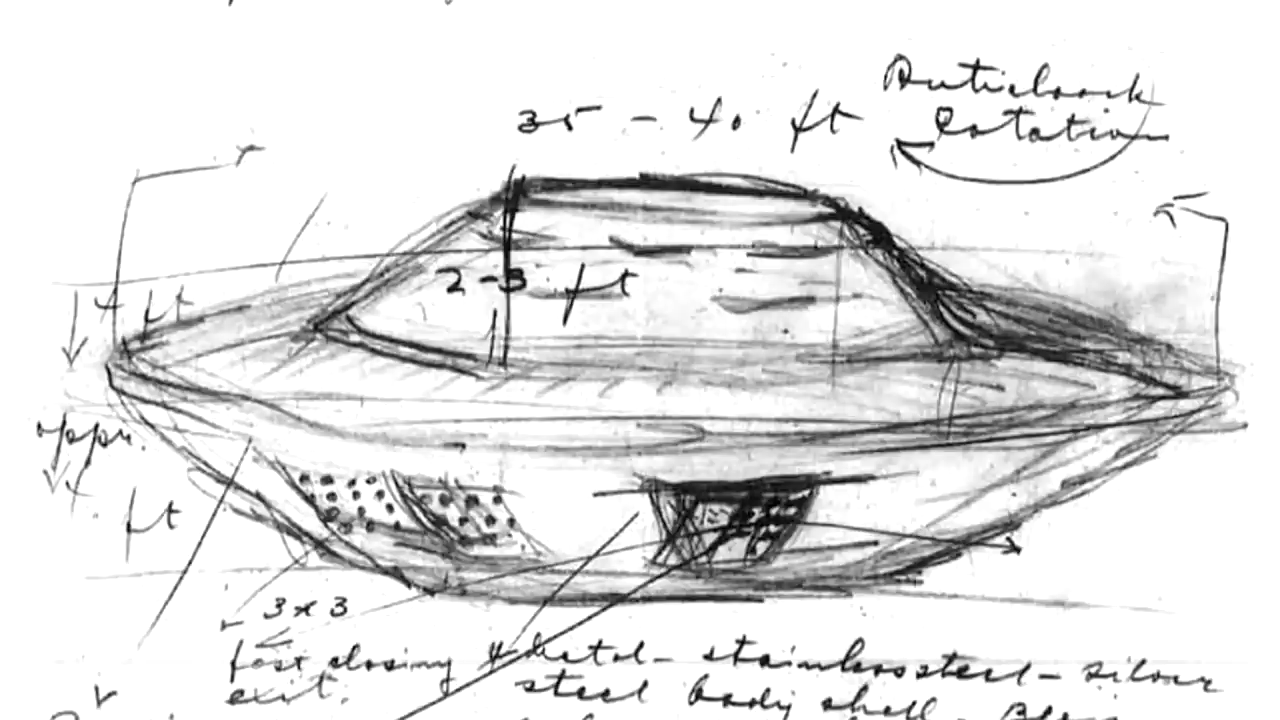 Anticlock
35 - 40 ft Rotation
2-3 ft
4 ft
appr.
ft
3 x 3
fast closing metal - stainless steel - silver
exit. steel body shell -